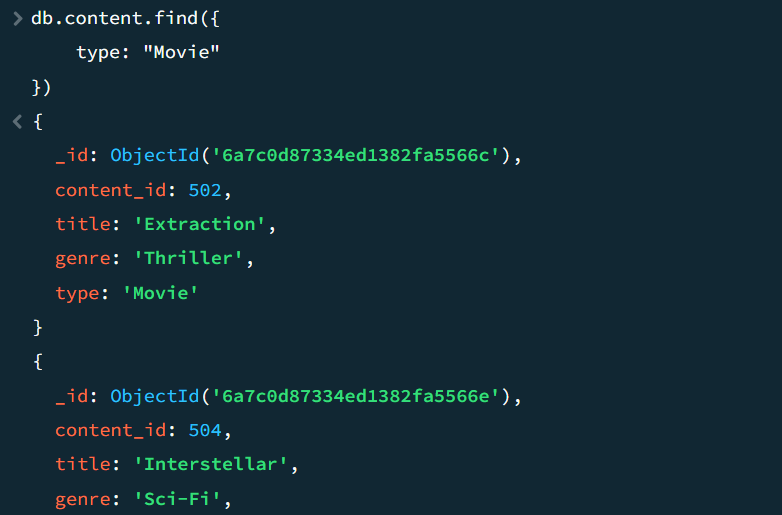 > db.content.find({
type: "Movie"
})
< {
_id: ObjectId('6a7c0d87334ed1382fa5566c'),
content_id: 502,
title: 'Extraction',
genre: 'Thriller',
type: 'Movie'
}
{
_id: ObjectId('6a7c0d87334ed1382fa5566e'),
content_id: 504,
title: 'Interstellar',
genre: 'Sci-Fi',